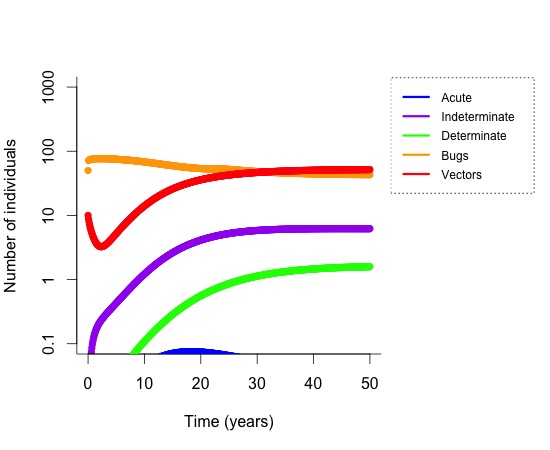 Number of individuals
1000
100
10
1
0.1
0 10 20 30 40 50
Time (years)
Acute
Indeterminate
Determinate
Bugs
Vectors